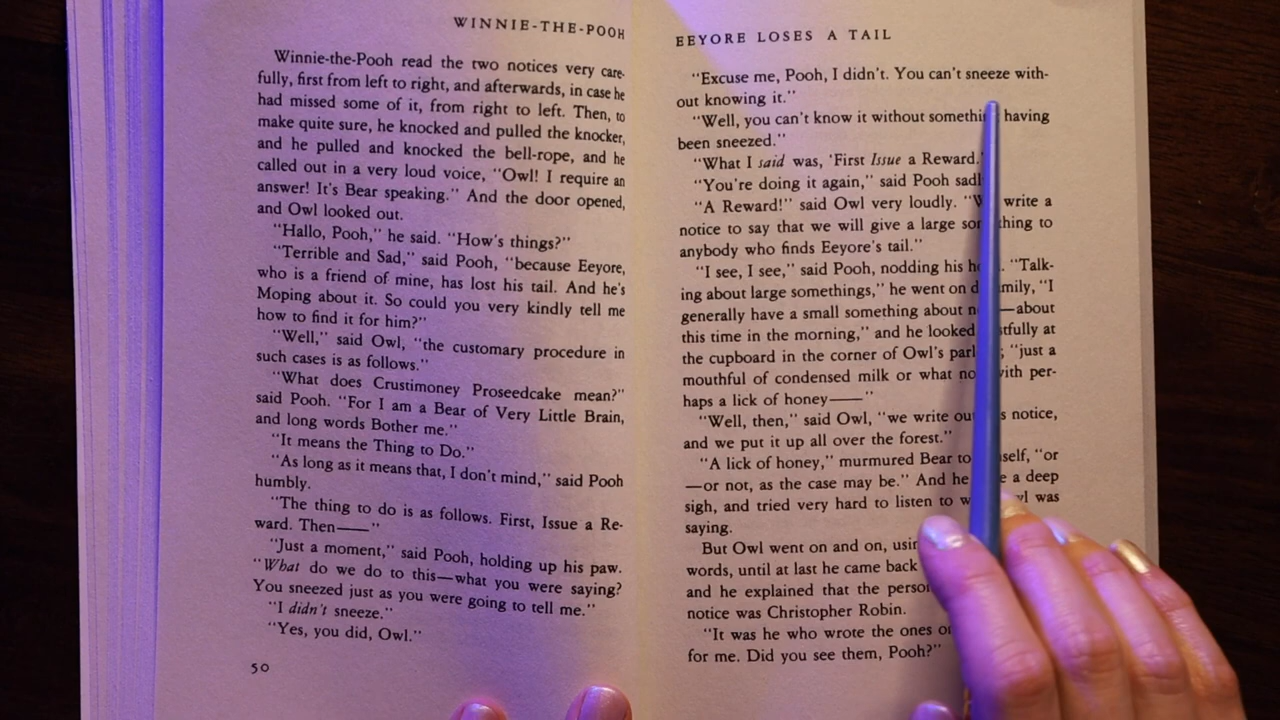 WINNIE-THE-POOH
Winnie-the-Pooh read the two notices very care-
fully, first from left to right, and afterwards, in case he
had missed some of it, from right to left. Then, to
make quite sure, he knocked and pulled the knocker,
and he pulled and knocked the bell-rope, and he
called out in a very loud voice, "Owl! I require an
answer! It's Bear speaking." And the door opened,
and Owl looked out.
"Hallo, Pooh," he said. "How's things?"
"Terrible and Sad," said Pooh, "because Eeyore,
who is a friend of mine, has lost his tail. And he's
Moping about it. So could you very kindly tell me
how to find it for him?"
"Well," said Owl, "the customary procedure in
such cases is as follows."
"What does Crustimoney Proseedcake mean?"
said Pooh. "For I am a Bear of Very Little Brain,
and long words Bother me."
"It means the Thing to Do."
"As long as it means that, I don't mind," said Pooh
humbly.
"The thing to do is as follows. First, Issue a Re-
ward. Then——"
"Just a moment," said Pooh, holding up his paw.
"What do we do to this—what you were saying?
You sneezed just as you were going to tell me."
"I didn't sneeze."
"Yes, you did, Owl."
50
EEYORE LOSES A TAIL
"Excuse me, Pooh, I didn't. You can't sneeze with-
out knowing it."
"Well, you can't know it without having
been sneezed."
"What I said was, 'First Issue a Reward.'
"You're doing it again," said Pooh
"A Reward!" said Owl very loudly. write a
notice to say that we will give a large to
anybody who finds Eeyore's tail."
"I see, I see," said Pooh, nodding his "Talk-
ing about large somethings," he went on "I
generally have a small something about —about
this time in the morning," and he looked at
the cupboard in the corner of Owl's "just a
mouthful of condensed milk or what per-
haps a lick of honey——"
"Well, then," said Owl, "we write notice,
and we put it up all over the forest."
"A lick of honey," murmured Bear to "or
—or not, as the case may be." And he a deep
sigh, and tried very hard to listen to was
saying.
But Owl went on and on,
words, until at last he came back
and he explained that the
notice was Christopher Robin.
"It was he who wrote the ones
for me. Did you see them, Pooh?"